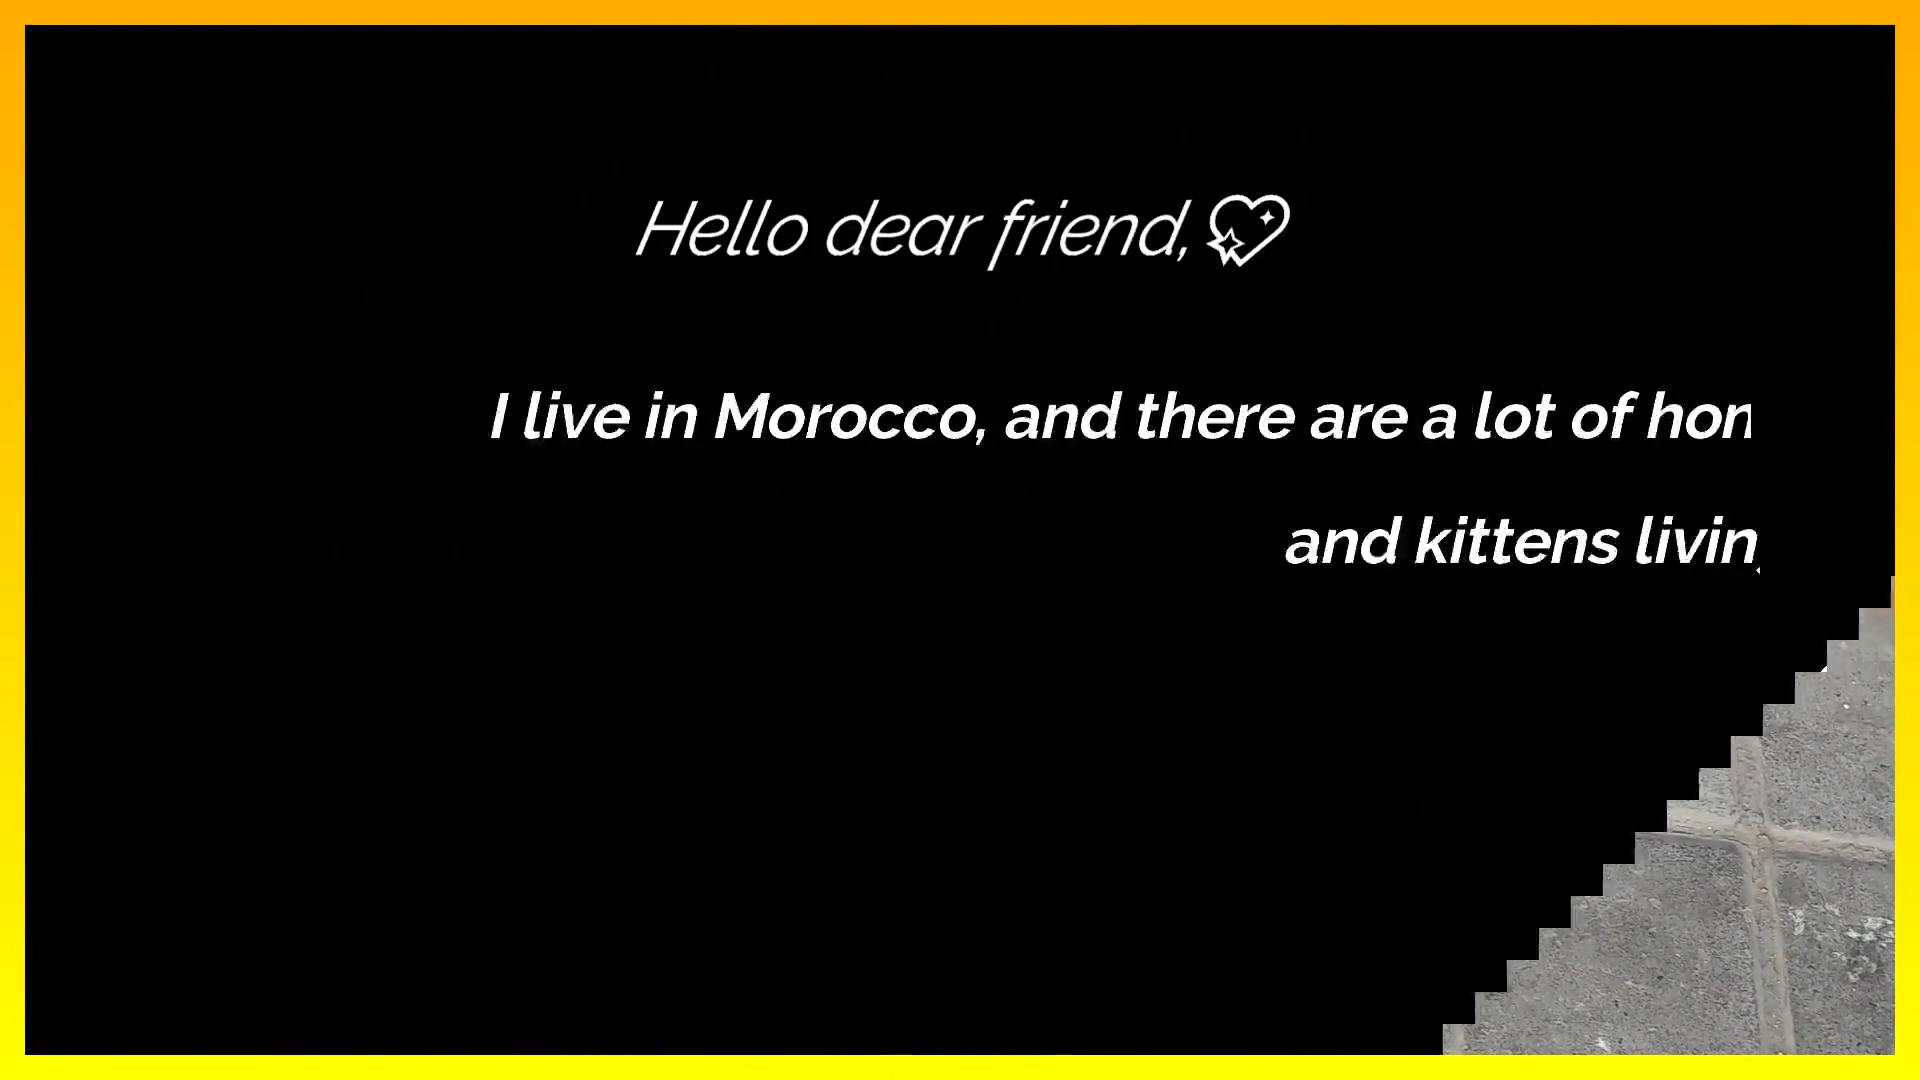 Hello dear friend,💖
I live in Morocco, and there are a lot of
and kittens